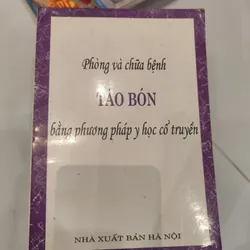 Phòng và chữa bệnh
TÁO BÓN
bằng phương pháp y học cổ truyền
NHÀ XUẤT BẢN HÀ NỘI